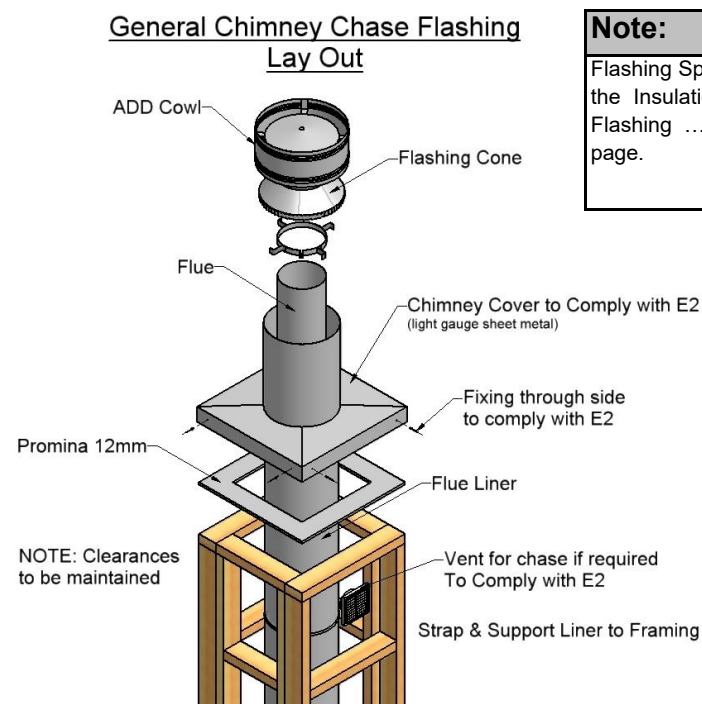 General Chimney Chase Flashing
Lay Out
Note:
Flashing Sp
the Insulati
Flashing …
page.
ADD Cowl
Flashing Cone
Flue
Chimney Cover to Comply with E2
(light gauge sheet metal)
Fixing through side
to comply with E2
Promina 12mm
Flue Liner
NOTE: Clearances
to be maintained
Vent for chase if required
To Comply with E2
Strap & Support Liner to Framing